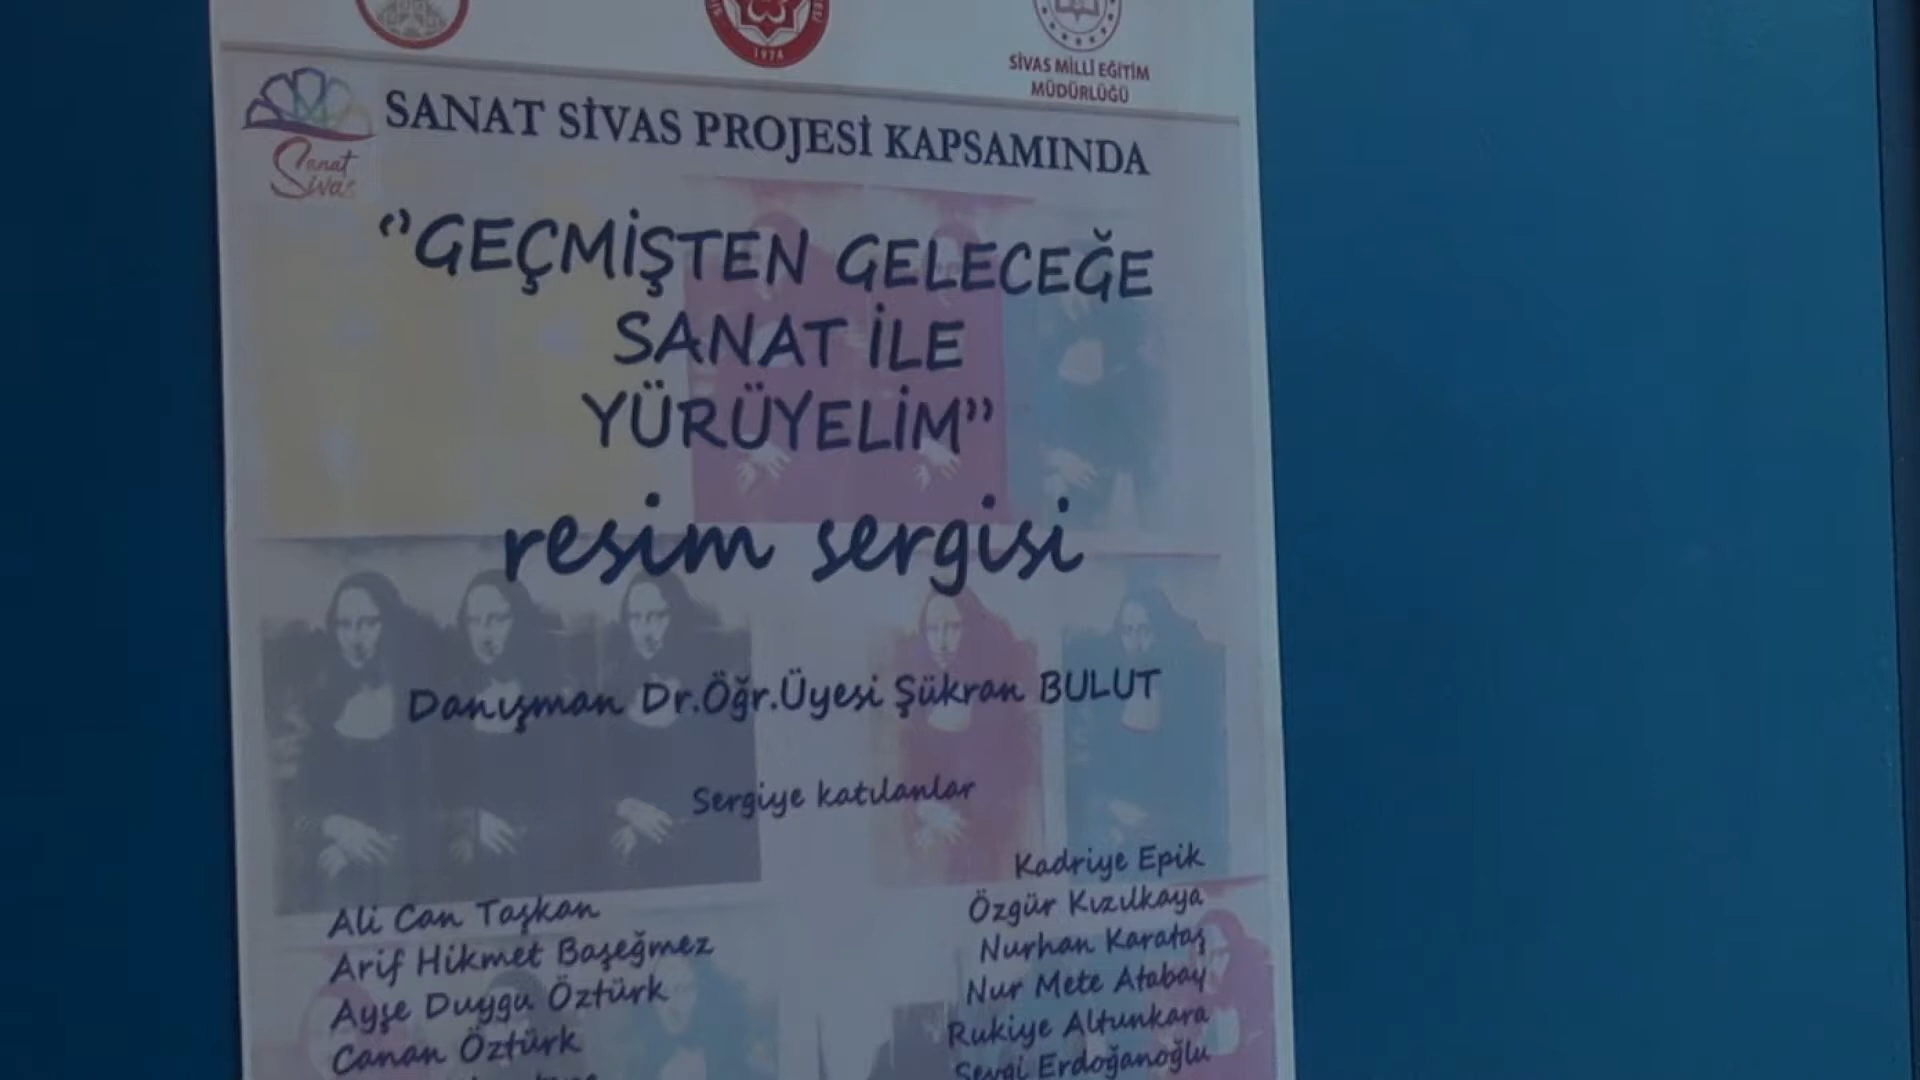 1974
SİVAS MİLLİ EĞİTİM
MÜDÜRLÜĞÜ
Sanat
Sivas
SANAT SİVAS PROJESİ KAPSAMINDA
‘’GEÇMİŞTEN GELECEĞE
SANAT İLE
YÜRÜYELİM’’
resim sergisi
Danışman Dr.Öğr.Üyesi Şükran BULUT
Sergiye katılanlar
Ali Can Taşkan
Arif Hikmet Başeğmez
Ayşe Duygu Öztürk
Canan Öztürk
Kadriye Epik
Özgür Kızılkaya
Nurhan Karataş
Nur Mete Atabay
Rukiye Altunkara
Sevgi Erdoğanoğlu